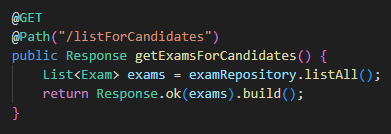 @GET
@Path("/listForCandidates")
public Response getExamsForCandidates() {
    List<Exam> exams = examRepository.listAll();
    return Response.ok(exams).build();
}